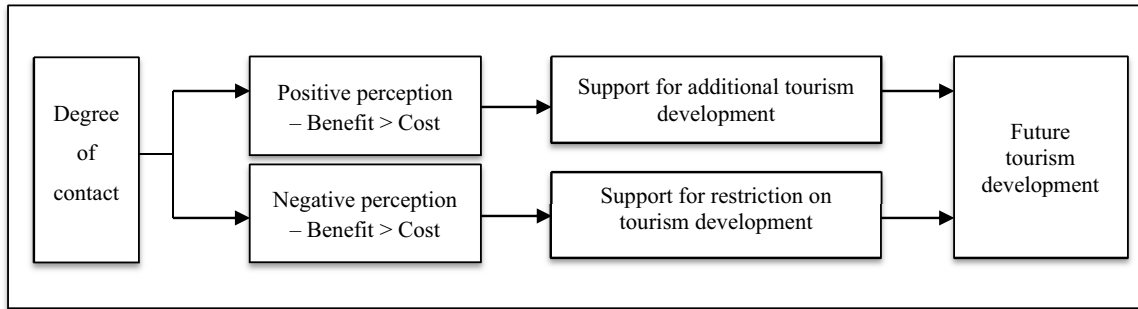 Degree
of
contact
Positive perception
– Benefit > Cost
Negative perception
– Benefit > Cost
Support for additional tourism
development
Support for restriction on
tourism development
Future
tourism
development